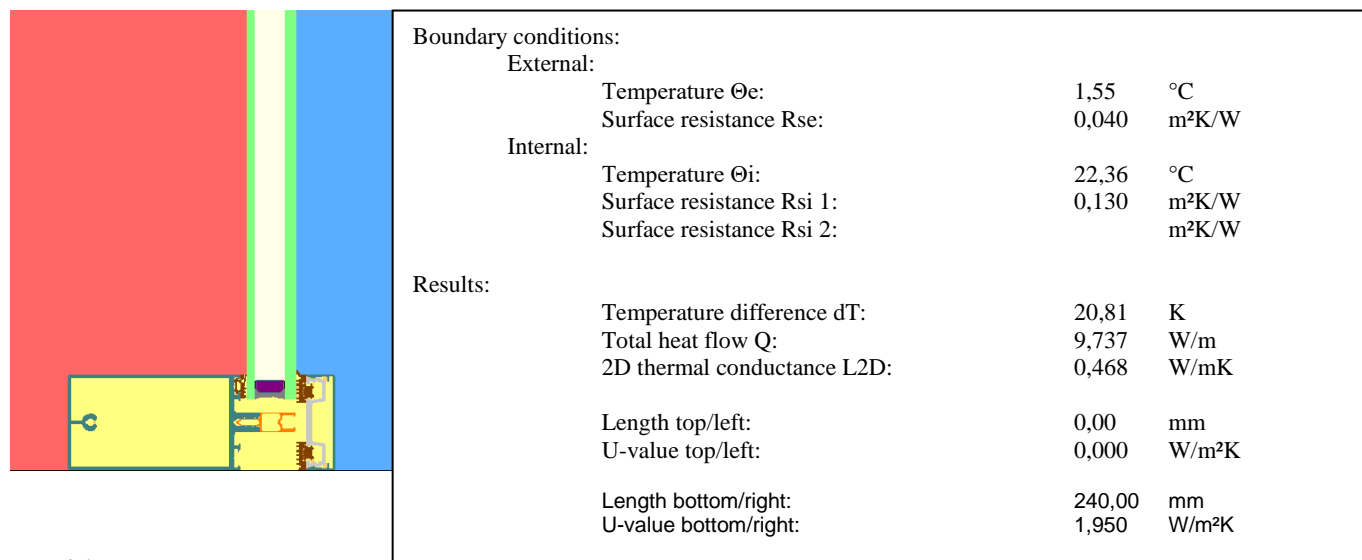 Boundary conditions:
External:
Temperature Θe: 1,55 °C
Surface resistance Rse: 0,040 m²K/W
Internal:
Temperature Θi: 22,36 °C
Surface resistance Rsi 1: 0,130 m²K/W
Surface resistance Rsi 2: m²K/W
Results:
Temperature difference dT: 20,81 K
Total heat flow Q: 9,737 W/m
2D thermal conductance L2D: 0,468 W/mK
Length top/left: 0,00 mm
U-value top/left: 0,000 W/m²K
Length bottom/right: 240,00 mm
U-value bottom/right: 1,950 W/m²K